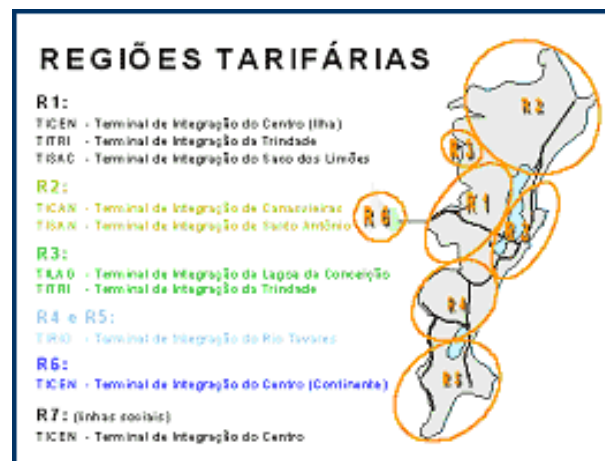 REGIÕES TARIFÁRIAS
R1:
TICEN - Terminal de Integração do Centro (Ilha)
TITRI - Terminal de Integração da Trindade
TISAC - Terminal de Integração do Saco dos Limões
R2:
TICAN - Terminal de Integração de Canasvieiras
TISAN - Terminal de Integração de Santo Antônio
R3:
TILAG - Terminal de Integração da Lagoa da Conceição
TITRI - Terminal de Integração da Trindade
R4 e R5:
TIRIO - Terminal de Integração do Rio Tavares
R6:
TICEN - Terminal de Integração do Centro (Continente)
R7: (linhas sociais)
TICEN - Terminal de Integração do Centro
R2
R3
R1
R6
R4
R5